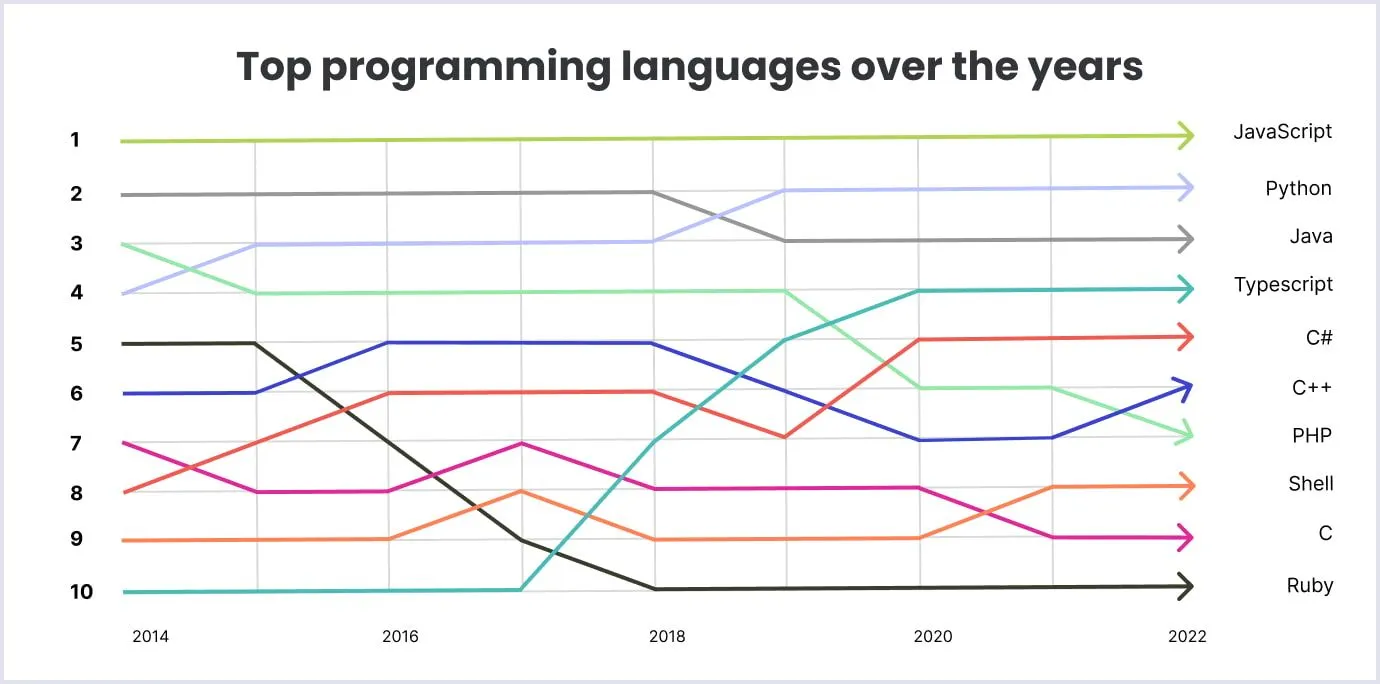 Top programming languages over the years
1
JavaScript
2
Python
3
Java
4
Typescript
5
C#
6
C++
7
PHP
8
Shell
9
C
10
Ruby
2014 2016 2018 2020 2022